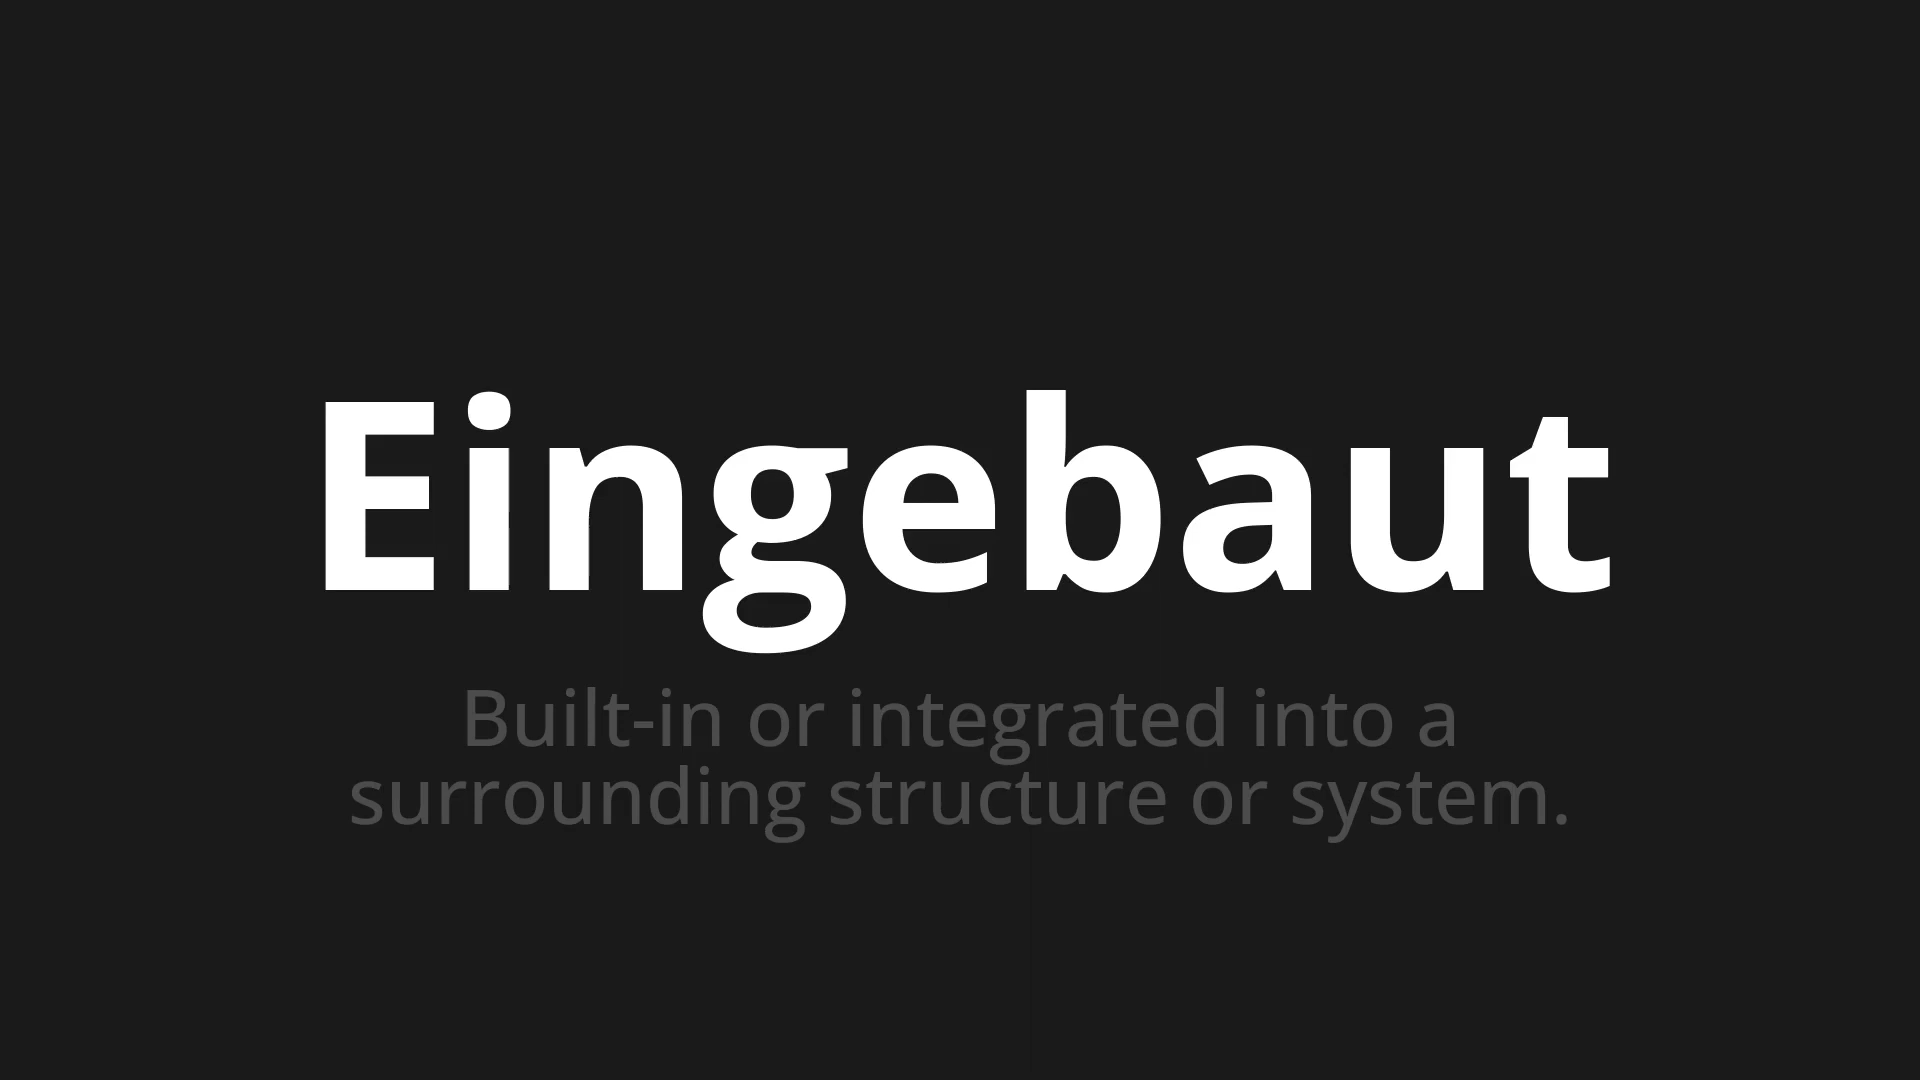 Eingebaut
Built-in or integrated into a
surrounding structure or system.